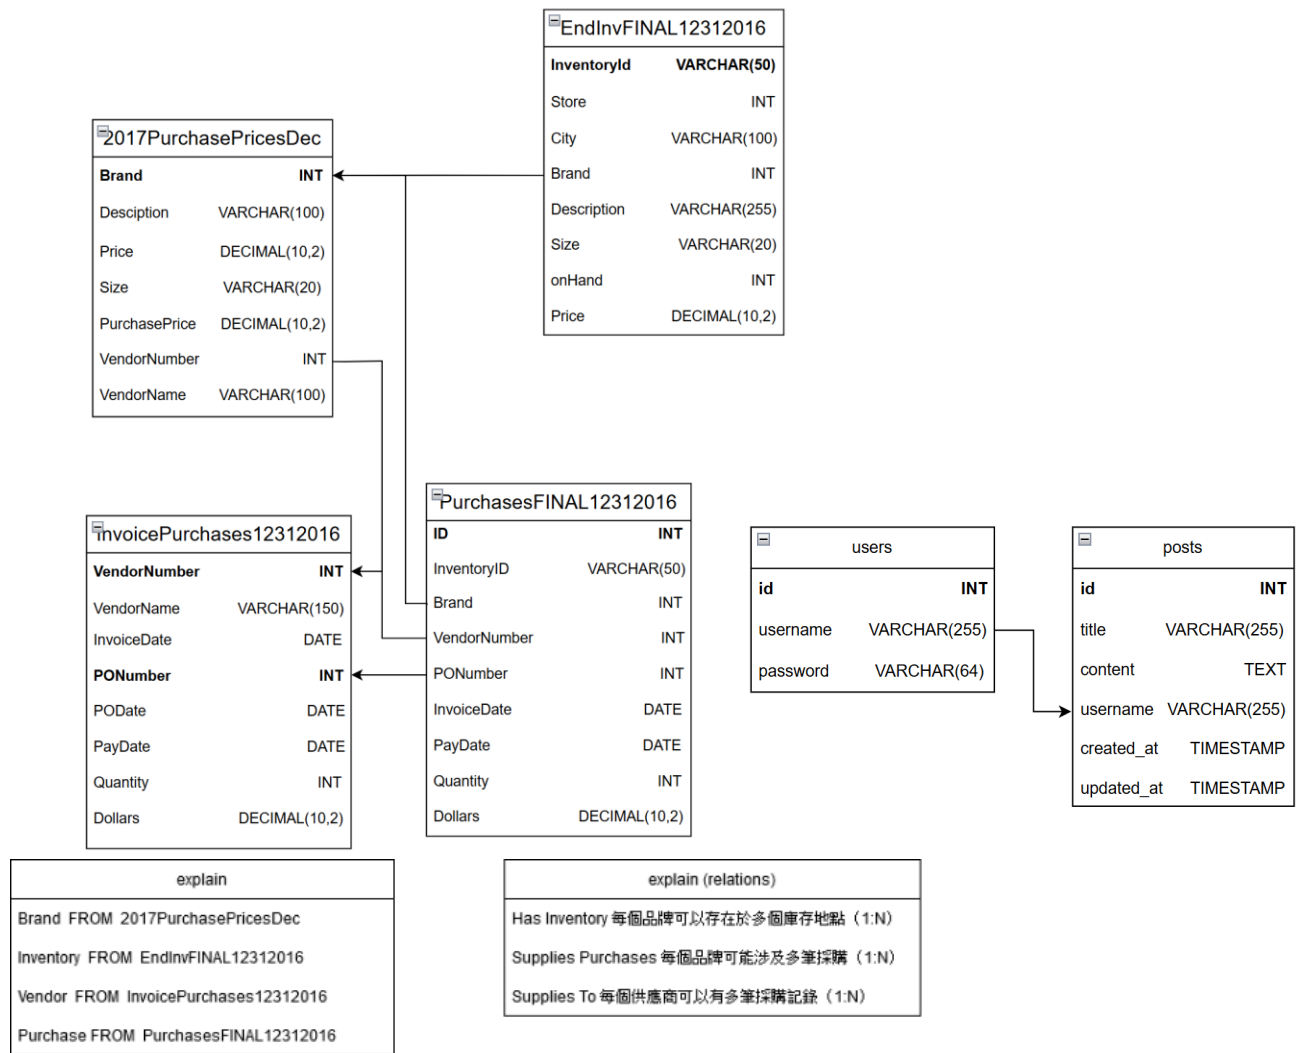 EndInvFINAL12312016
InventoryId VARCHAR(50)
Store INT
City VARCHAR(100)
Brand INT
Description VARCHAR(255)
Size VARCHAR(20)
onHand INT
Price DECIMAL(10,2)
2017PurchasePricesDec
Brand INT
Desciption VARCHAR(100)
Price DECIMAL(10,2)
Size VARCHAR(20)
PurchasePrice DECIMAL(10,2)
VendorNumber INT
VendorName VARCHAR(100)
InvoicePurchases12312016
VendorNumber INT
VendorName VARCHAR(150)
InvoiceDate DATE
PONumber INT
PODate DATE
PayDate DATE
Quantity INT
Dollars DECIMAL(10,2)
PurchasesFINAL12312016
ID INT
InventoryID VARCHAR(50)
Brand INT
VendorNumber INT
PONumber INT
InvoiceDate DATE
PayDate DATE
Quantity INT
Dollars DECIMAL(10,2)
users
id INT
username VARCHAR(255)
password VARCHAR(64)
posts
id INT
title VARCHAR(255)
content TEXT
username VARCHAR(255)
created_at TIMESTAMP
updated_at TIMESTAMP
explain
Brand FROM 2017PurchasePricesDec
Inventory FROM EndInvFINAL12312016
Vendor FROM InvoicePurchases12312016
Purchase FROM PurchasesFINAL12312016
explain (relations)
Has Inventory 每個品牌可以存在於多個庫存地點（1:N）
Supplies Purchases 每個品牌可能涉及多筆採購（1:N）
Supplies To 每個供應商可以有多筆採購記錄（1:N）